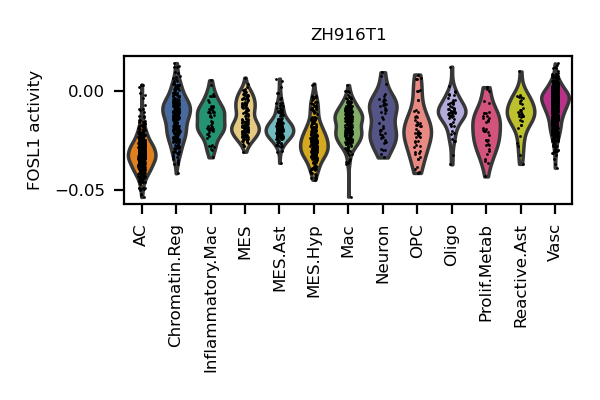 ZH916T1
FOSL1 activity
0.00
−0.05
AC
Chromatin.Reg
Inflammatory.Mac
MES
MES.Ast
MES.Hyp
Mac
Neuron
OPC
Oligo
Prolif.Metab
Reactive.Ast
Vasc